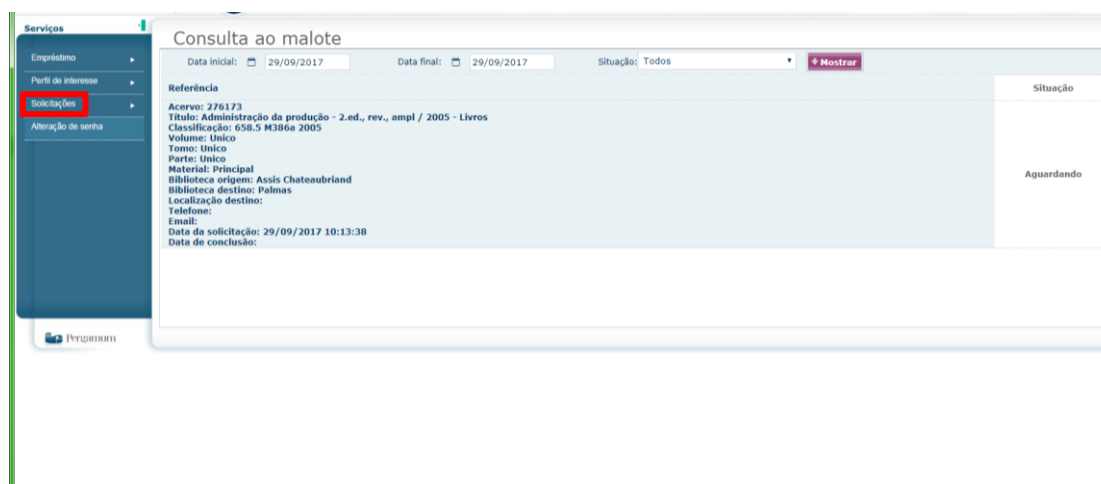 Serviços
Empréstimo
Perfil de interesse
Solicitações
Alteração de senha
Pergamum
Consulta ao malote
Data inicial: 29/09/2017 Data final: 29/09/2017 Situação: Todos Mostrar
Referência Situação
Acervo: 276173
Título: Administração da produção - 2.ed., rev., ampl / 2005 - Livros
Classificação: 658.5 M386a 2005
Volume: Unico
Tomo: Unico
Parte: Unico
Material: Principal
Biblioteca origem: Assis Chateaubriand
Biblioteca destino: Palmas
Localização destino:
Telefone:
Email:
Data da solicitação: 29/09/2017 10:13:38
Data de conclusão:
Aguardando